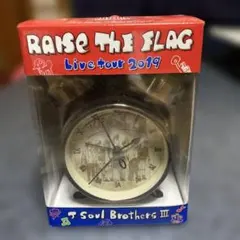 RAISE THE FLAG
Live tour 2019
J Soul Brothers III